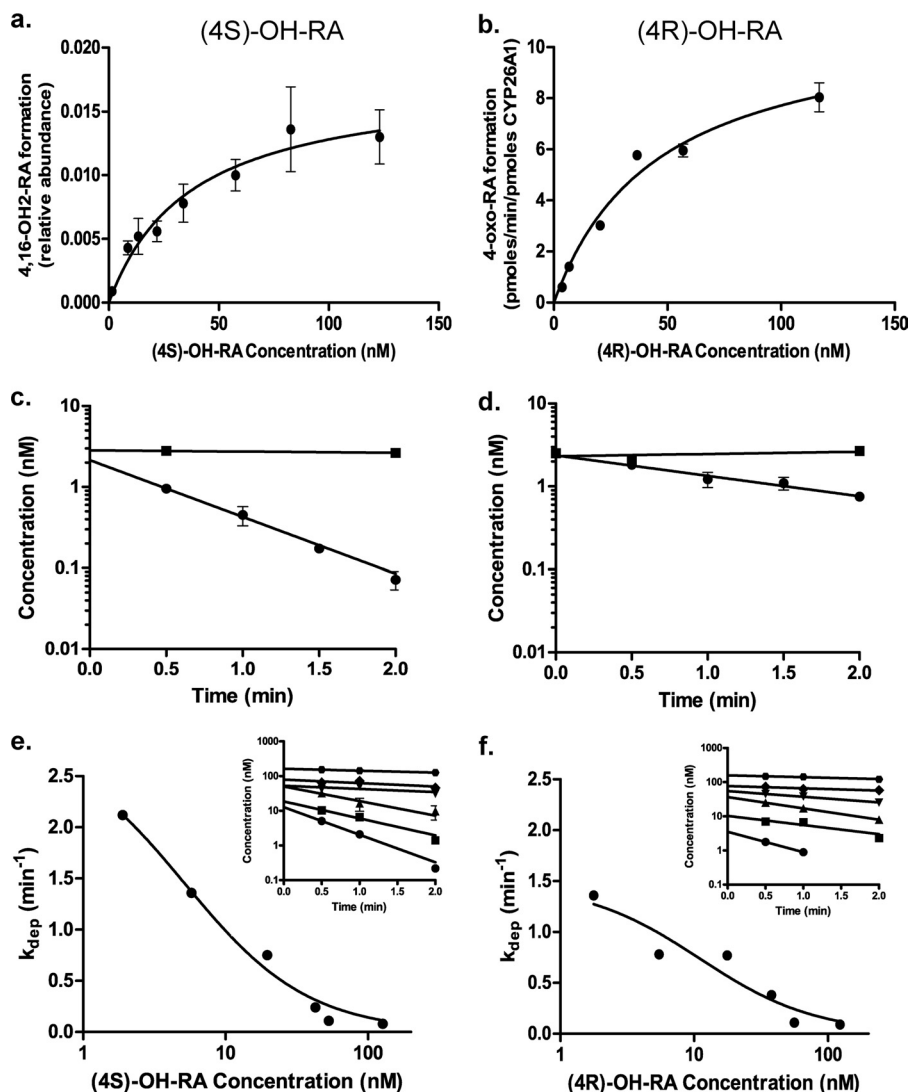 a.
(4S)-OH-RA
4,16-OH2-RA formation
(relative abundance)
0.020
0.015
0.010
0.005
0.000
0
50
100
150
(4S)-OH-RA Concentration (nM)
b.
(4R)-OH-RA
4-oxo-RA formation
(pmoles/min/pmoles CYP26A1)
10
8
6
4
2
0
0
50
100
150
(4R)-OH-RA Concentration (nM)
c.
Concentration (nM)
10
1
0.1
0.01
0.0
0.5
1.0
1.5
2.0
Time (min)
d.
Concentration (nM)
10
1
0.1
0.01
0.0
0.5
1.0
1.5
2.0
Time (min)
e.
kdep (min-1)
2.5
2.0
1.5
1.0
0.5
0.0
1
10
100
(4S)-OH-RA Concentration (nM)
Concentration (nM)
1000
100
10
1
0.1
0.0
0.5
1.0
1.5
2.0
Time (min)
f.
kdep (min-1)
2.5
2.0
1.5
1.0
0.5
0.0
1
10
100
(4R)-OH-RA Concentration (nM)
Concentration (nM)
1000
100
10
1
0.1
0.0
0.5
1.0
1.5
2.0
Time (min)